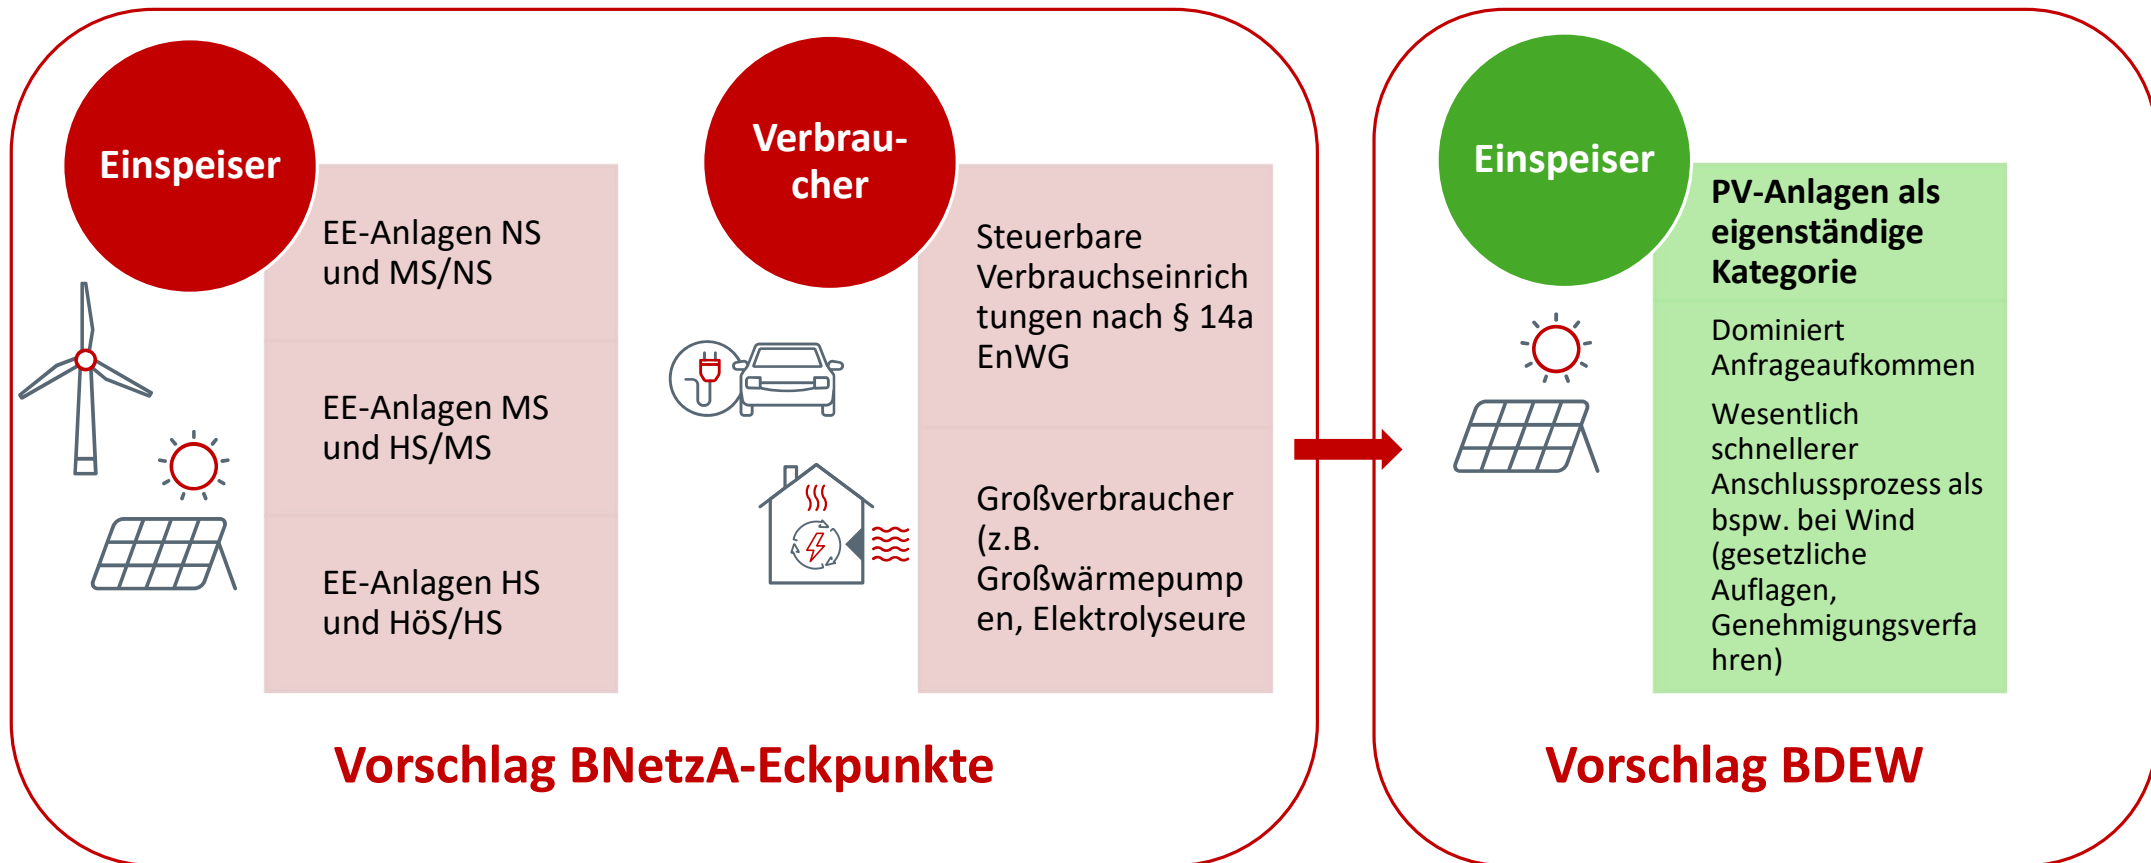 Einspeiser
EE-Anlagen NS
und MS/NS
EE-Anlagen MS
und HS/MS
EE-Anlagen HS
und HöS/HS
Verbrau-
cher
Steuerbare
Verbrauchseinrich
tungen nach § 14a
EnWG
Großverbraucher
(z.B.
Großwärmepump
en, Elektrolyseure
Vorschlag BNetzA-Eckpunkte
Einspeiser
PV-Anlagen als
eigenständige
Kategorie
Dominiert
Anfrageaufkommen
Wesentlich
schnellerer
Anschlussprozess als
bspw. bei Wind
(gesetzliche
Auflagen,
Genehmigungsverfa
hren)
Vorschlag BDEW